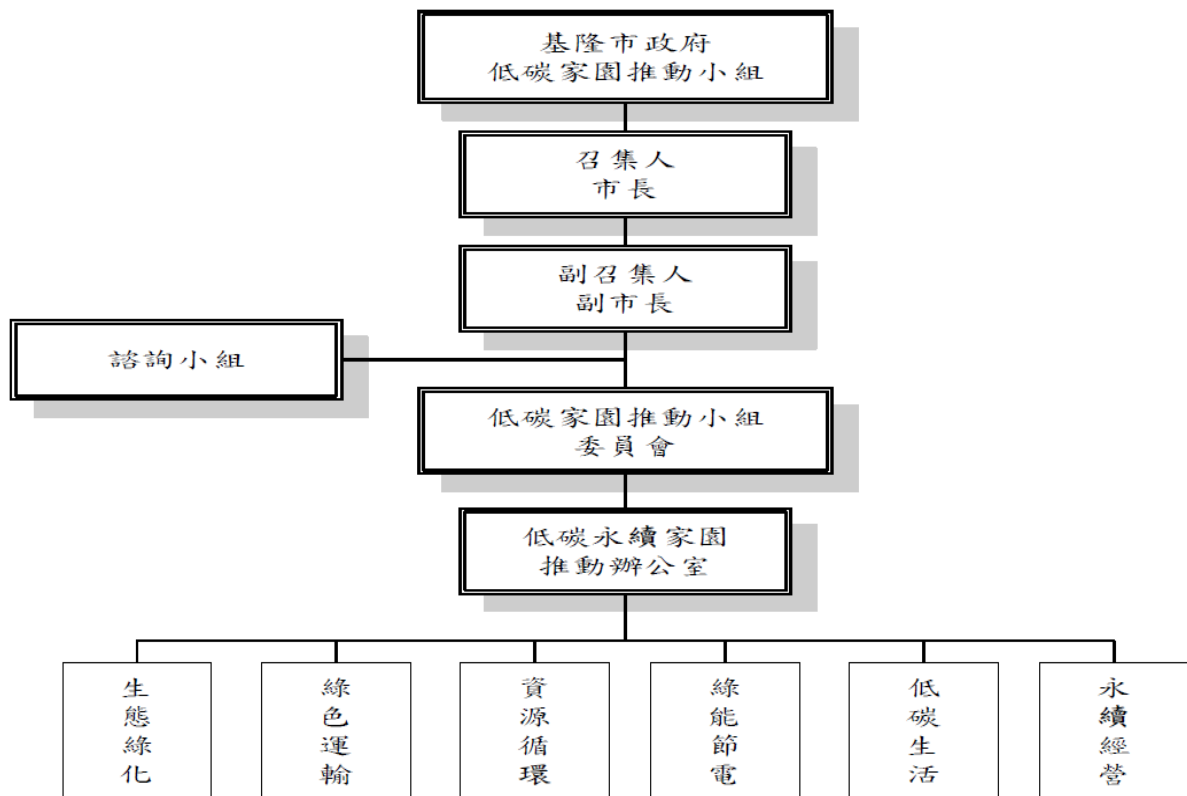 基隆市政府
低碳家園推動小組
召集人
市長
副召集人
副市長
諮詢小組
低碳家園推動小組
委員會
低碳永續家園
推動辦公室
生態綠化
綠色運輸
資源循環
綠能節電
低碳生活
永續經營